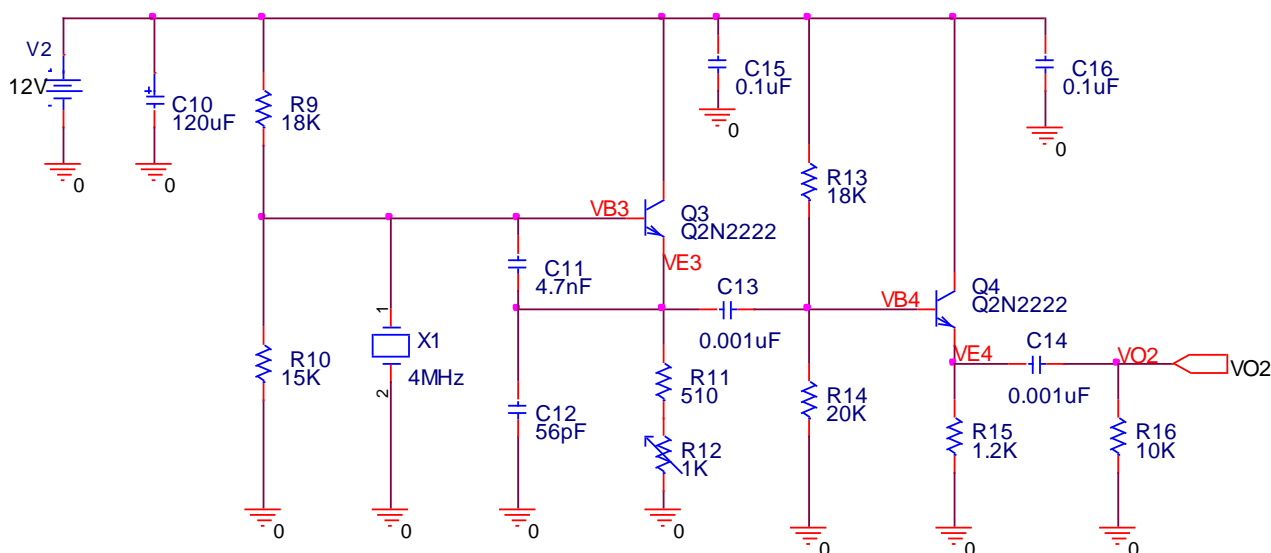 V2
12V
C10
120uF
0
0
R9
18K
R10
15K
0
X1
4MHz
1
2
0
C11
4.7nF
C12
56pF
0
VB3
Q3
Q2N2222
VE3
R11
510
R12
1K
0
C13
0.001uF
C15
0.1uF
0
R13
18K
R14
20K
0
VB4
Q4
Q2N2222
VE4
R15
1.2K
0
C14
0.001uF
C16
0.1uF
0
VO2
VO2
R16
10K
0